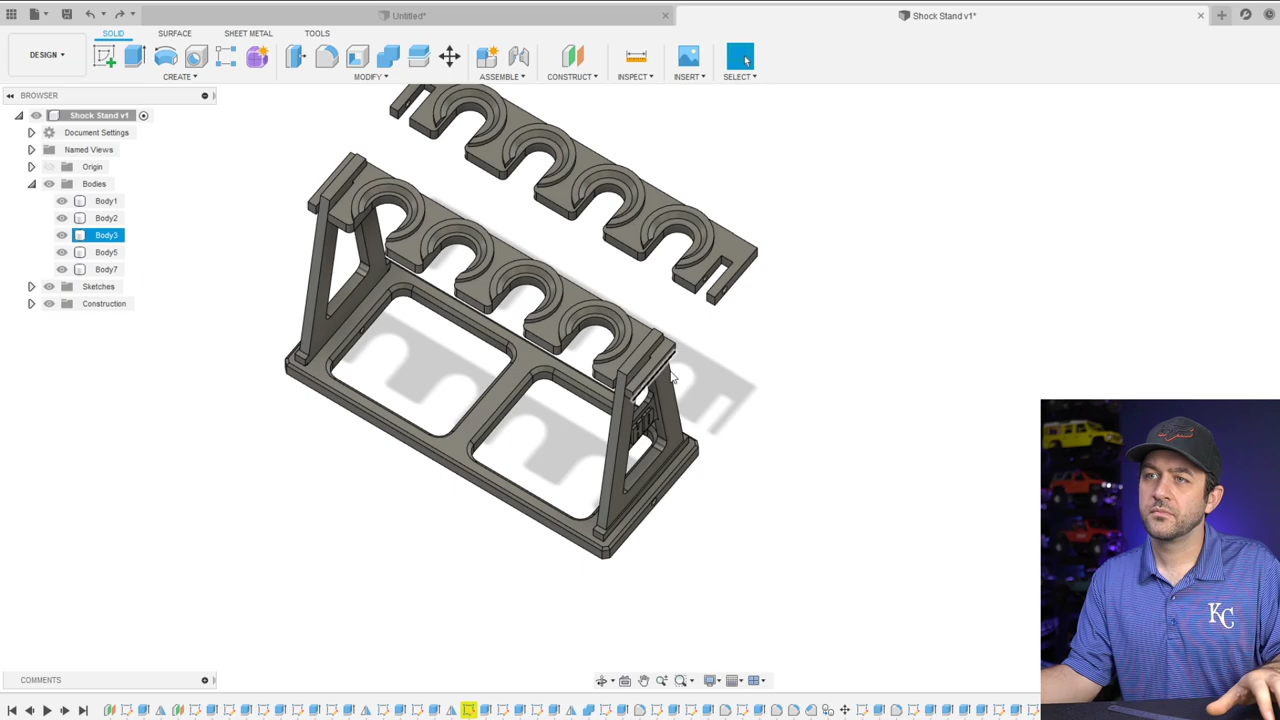 Untitled*
Shock Stand v1*
SOLID
SURFACE
SHEET METAL
TOOLS
DESIGN
CREATE
MODIFY
ASSEMBLE
CONSTRUCT
INSPECT
INSERT
SELECT
BROWSER
Shock Stand v1
Document Settings
Named Views
Origin
Bodies
Body1
Body2
Body3
Body5
Body7
Sketches
Construction
KC
COMMENTS